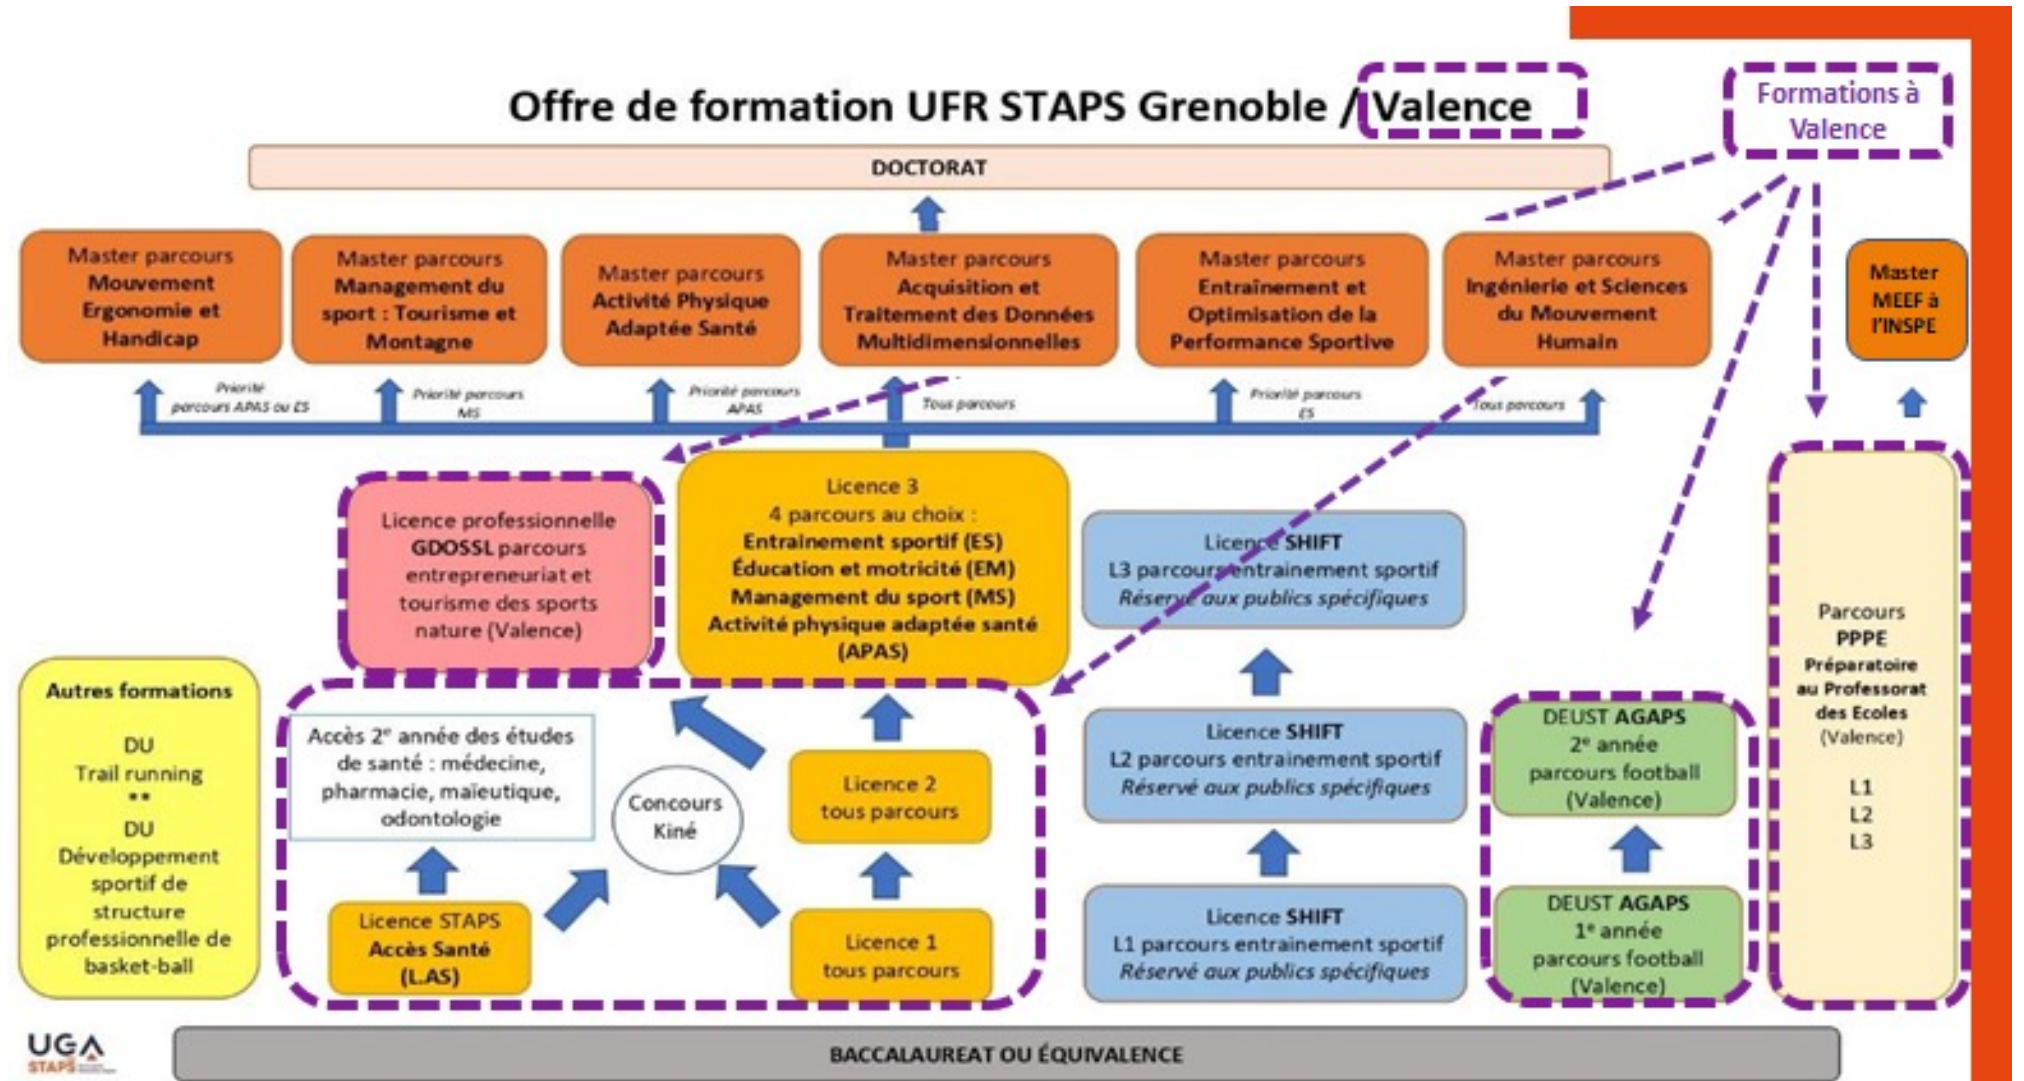 Offre de formation UFR STAPS Grenoble / Valence
Formations à
Valence
DOCTORAT
Master parcours
Mouvement
Ergonomie et
Handicap
Master parcours
Management du
sport : Tourisme et
Montagne
Master parcours
Activité Physique
Adaptée Santé
Master parcours
Acquisition et
Traitement des Données
Multidimensionnelles
Master parcours
Entraînement et
Optimisation de la
Performance Sportive
Master parcours
Ingénierie et Sciences
du Mouvement
Humain
Master
MEEF à
l'INSPE
Priorité
parcours APAS ou ES
Priorité parcours
MS
Priorité parcours
APAS
Tous parcours
Priorité parcours
ES
Tous parcours
Licence professionnelle
GDOSSL parcours
entrepreneuriat et
tourisme des sports
nature (Valence)
Licence 3
4 parcours au choix :
Entrainement sportif (ES)
Éducation et motricité (EM)
Management du sport (MS)
Activité physique adaptée santé
(APAS)
Licence SHIFT
L3 parcours entrainement sportif
Réservé aux publics spécifiques
Parcours
PPPE
Préparatoire
au Professorat
des Ecoles
(Valence)
L1
L2
L3
Autres formations
DU
Trail running
**
DU
Développement
sportif de
structure
professionnelle de
basket-ball
Accès 2e année des études
de santé : médecine,
pharmacie, maïeutique,
odontologie
Concours
Kiné
Licence 2
tous parcours
Licence SHIFT
L2 parcours entrainement sportif
Réservé aux publics spécifiques
DEUST AGAPS
2e année
parcours football
(Valence)
Licence STAPS
Accès Santé
(L.AS)
Licence 1
tous parcours
Licence SHIFT
L1 parcours entrainement sportif
Réservé aux publics spécifiques
DEUST AGAPS
1e année
parcours football
(Valence)
UGA
STAPS
BACCALAUREAT OU ÉQUIVALENCE